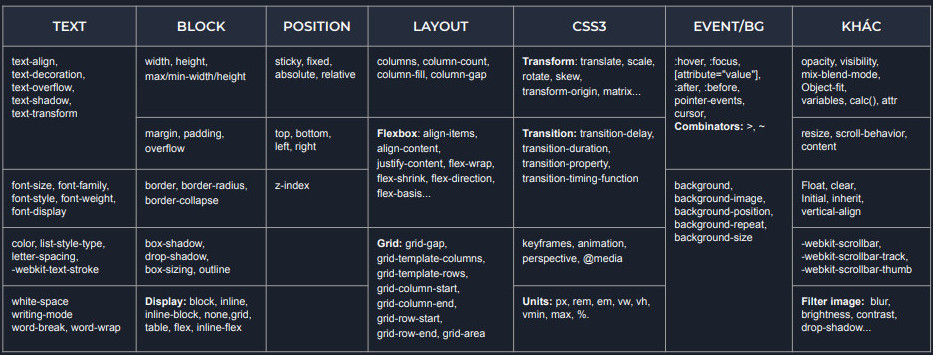 TEXT
BLOCK
POSITION
LAYOUT
CSS3
EVENT/BG
KHÁC
text-align,
text-decoration,
text-overflow,
text-shadow,
text-transform
width, height,
max/min-width/height
sticky, fixed,
absolute, relative
columns, column-count,
column-fill, column-gap
Transform: translate, scale,
rotate, skew,
transform-origin, matrix...
:hover, :focus,
[attribute="value"],
:after, :before,
pointer-events,
cursor,
Combinators: >, ~
opacity, visibility,
mix-blend-mode,
Object-fit,
variables, calc(), attr
margin, padding,
overflow
top, bottom,
left, right
Flexbox: align-items,
align-content,
justify-content, flex-wrap,
flex-shrink, flex-direction,
flex-basis...
Transition: transition-delay,
transition-duration,
transition-property,
transition-timing-function
resize, scroll-behavior,
content
font-size, font-family,
font-style, font-weight,
font-display
border, border-radius,
border-collapse
z-index
background,
background-image,
background-position,
background-repeat,
background-size
Float, clear,
Initial, inherit,
vertical-align
color, list-style-type,
letter-spacing,
-webkit-text-stroke
box-shadow,
drop-shadow,
box-sizing, outline
Grid: grid-gap,
grid-template-columns,
grid-template-rows,
grid-column-start,
grid-column-end,
grid-row-start,
grid-row-end, grid-area
keyframes, animation,
perspective, @media
-webkit-scrollbar,
-webkit-scrollbar-track,
-webkit-scrollbar-thumb
white-space
writing-mode
word-break, word-wrap
Display: block, inline,
inline-block, none,grid,
table, flex, inline-flex
Units: px, rem, em, vw, vh,
vmin, max, %.
Filter image: blur,
brightness, contrast,
drop-shadow...